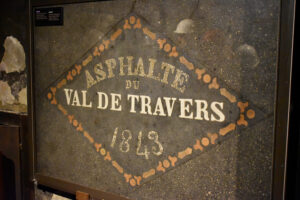 ASPHALTE
DU
VAL DE TRAVERS
1843